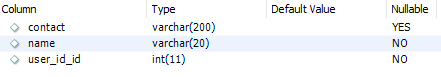 Column Type Default Value Nullable
contact varchar(200) YES
name varchar(20) NO
user_id_id int(11) NO